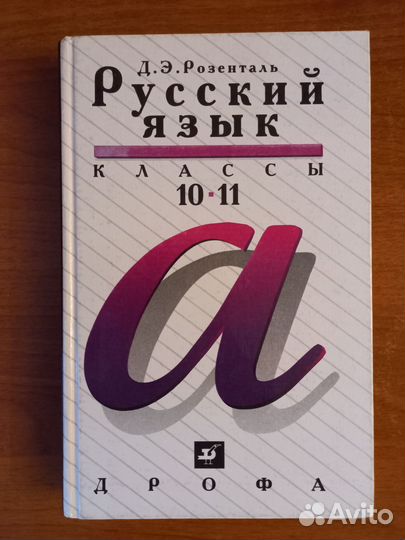 Д.Э.Розенталь
Русский
язык
классы
10·11
а
ДРОФА
Avito